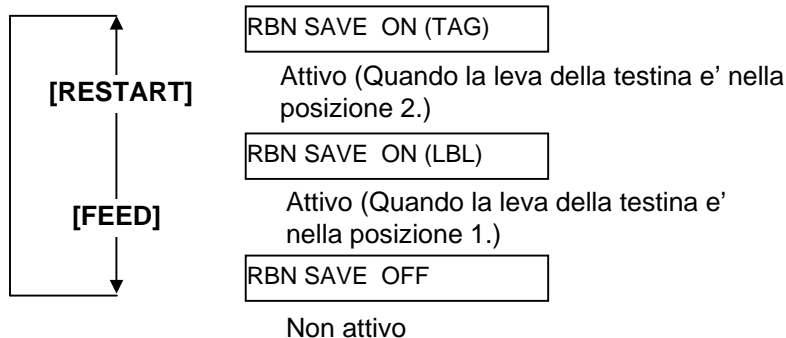 RBN SAVE ON (TAG)
Attivo (Quando la leva della testina e' nella
posizione 2.)
[RESTART]
RBN SAVE ON (LBL)
Attivo (Quando la leva della testina e'
nella posizione 1.)
[FEED]
RBN SAVE OFF
Non attivo